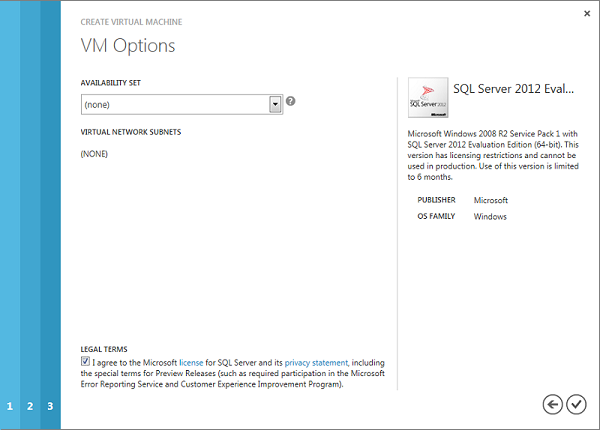 CREATE VIRTUAL MACHINE
VM Options
AVAILABILITY SET
(none)
?
VIRTUAL NETWORK SUBNETS
(NONE)
LEGAL TERMS
I agree to the Microsoft license for SQL Server and its privacy statement, including
the special terms for Preview Releases (such as required participation in the Microsoft
Error Reporting Service and Customer Experience Improvement Program).
SQL Server 2012
Microsoft
SQL Server 2012 Eval...
Microsoft Windows 2008 R2 Service Pack 1 with
SQL Server 2012 Evaluation Edition (64-bit). This
version has licensing restrictions and cannot be
used in production. Use of this version is limited
to 6 months.
PUBLISHER Microsoft
OS FAMILY Windows
1 2 3